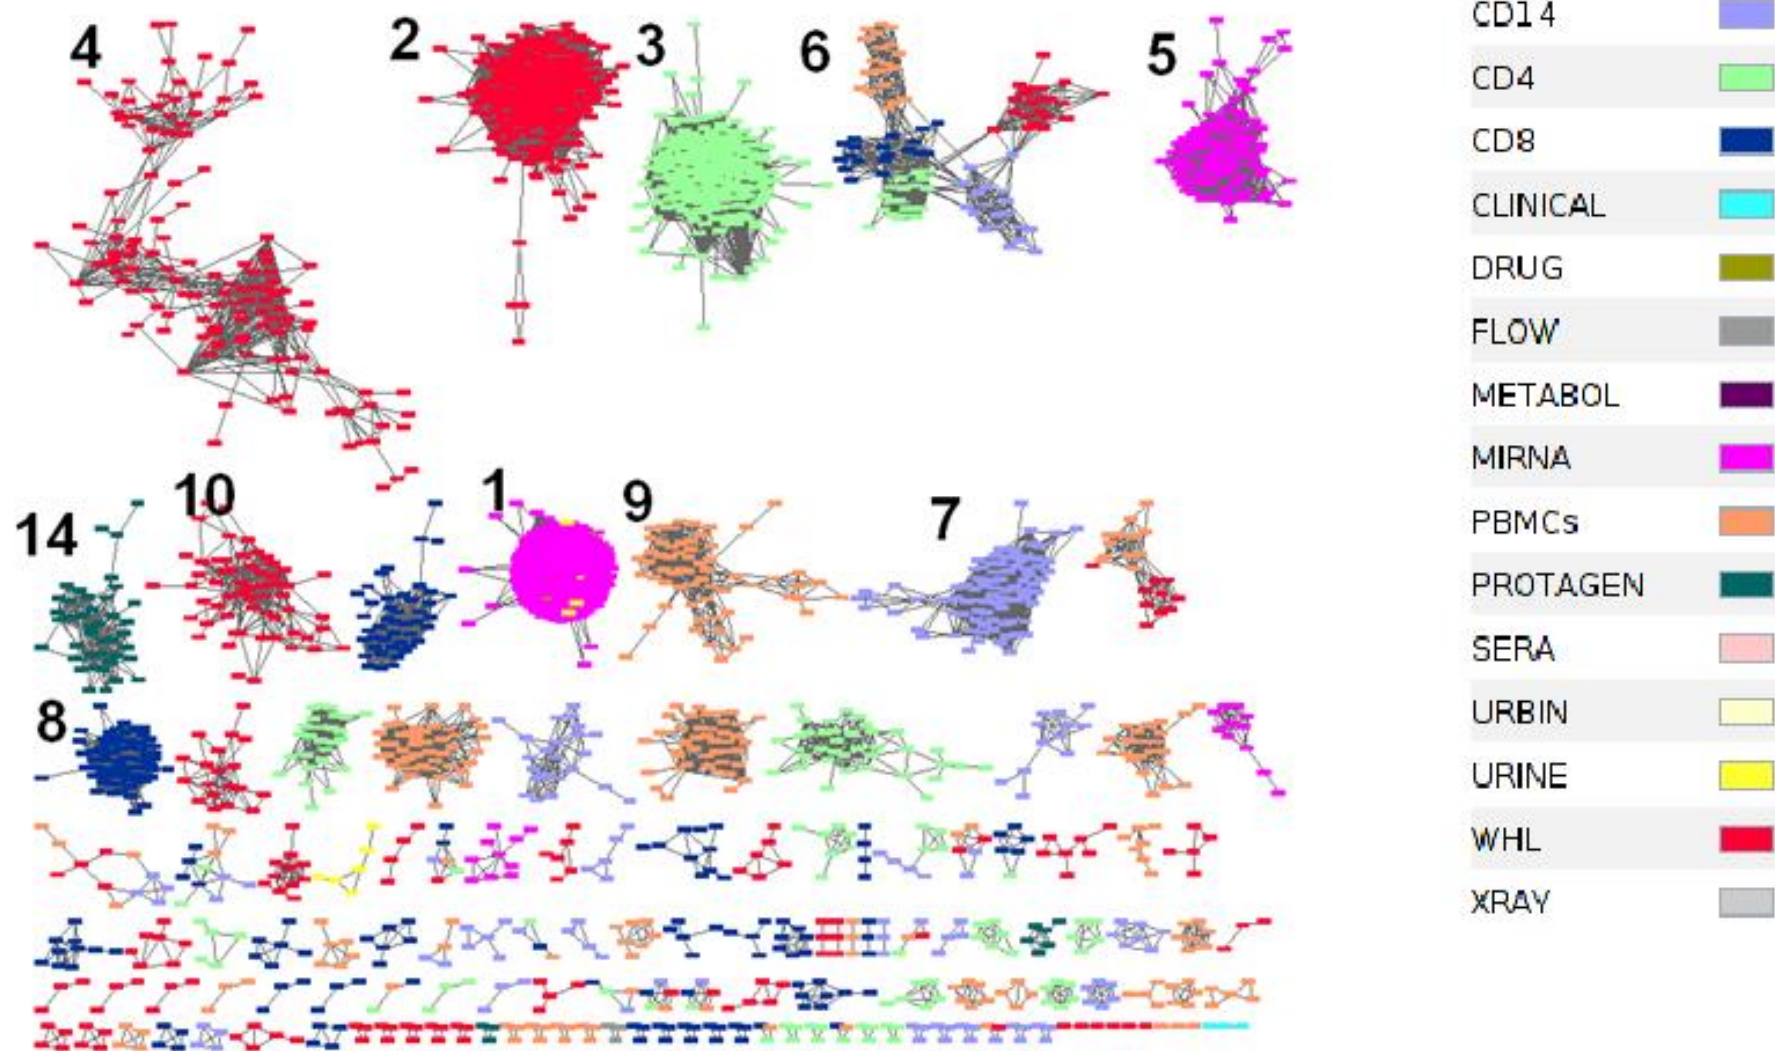 4
2
3
6
5
14
10
1
9
7
8
CD14
CD4
CD8
CLINICAL
DRUG
FLOW
METABOL
MIRNA
PBMCs
PROTAGEN
SERA
URBIN
URINE
WHL
XRAY